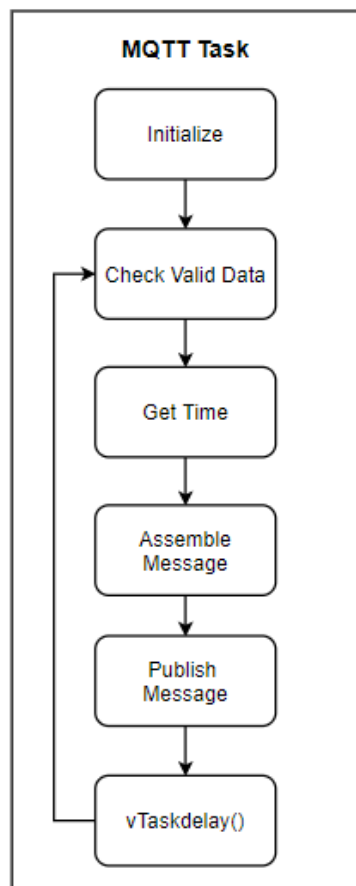 MQTT Task
Initialize
Check Valid Data
Get Time
Assemble
Message
Publish
Message
vTaskdelay()